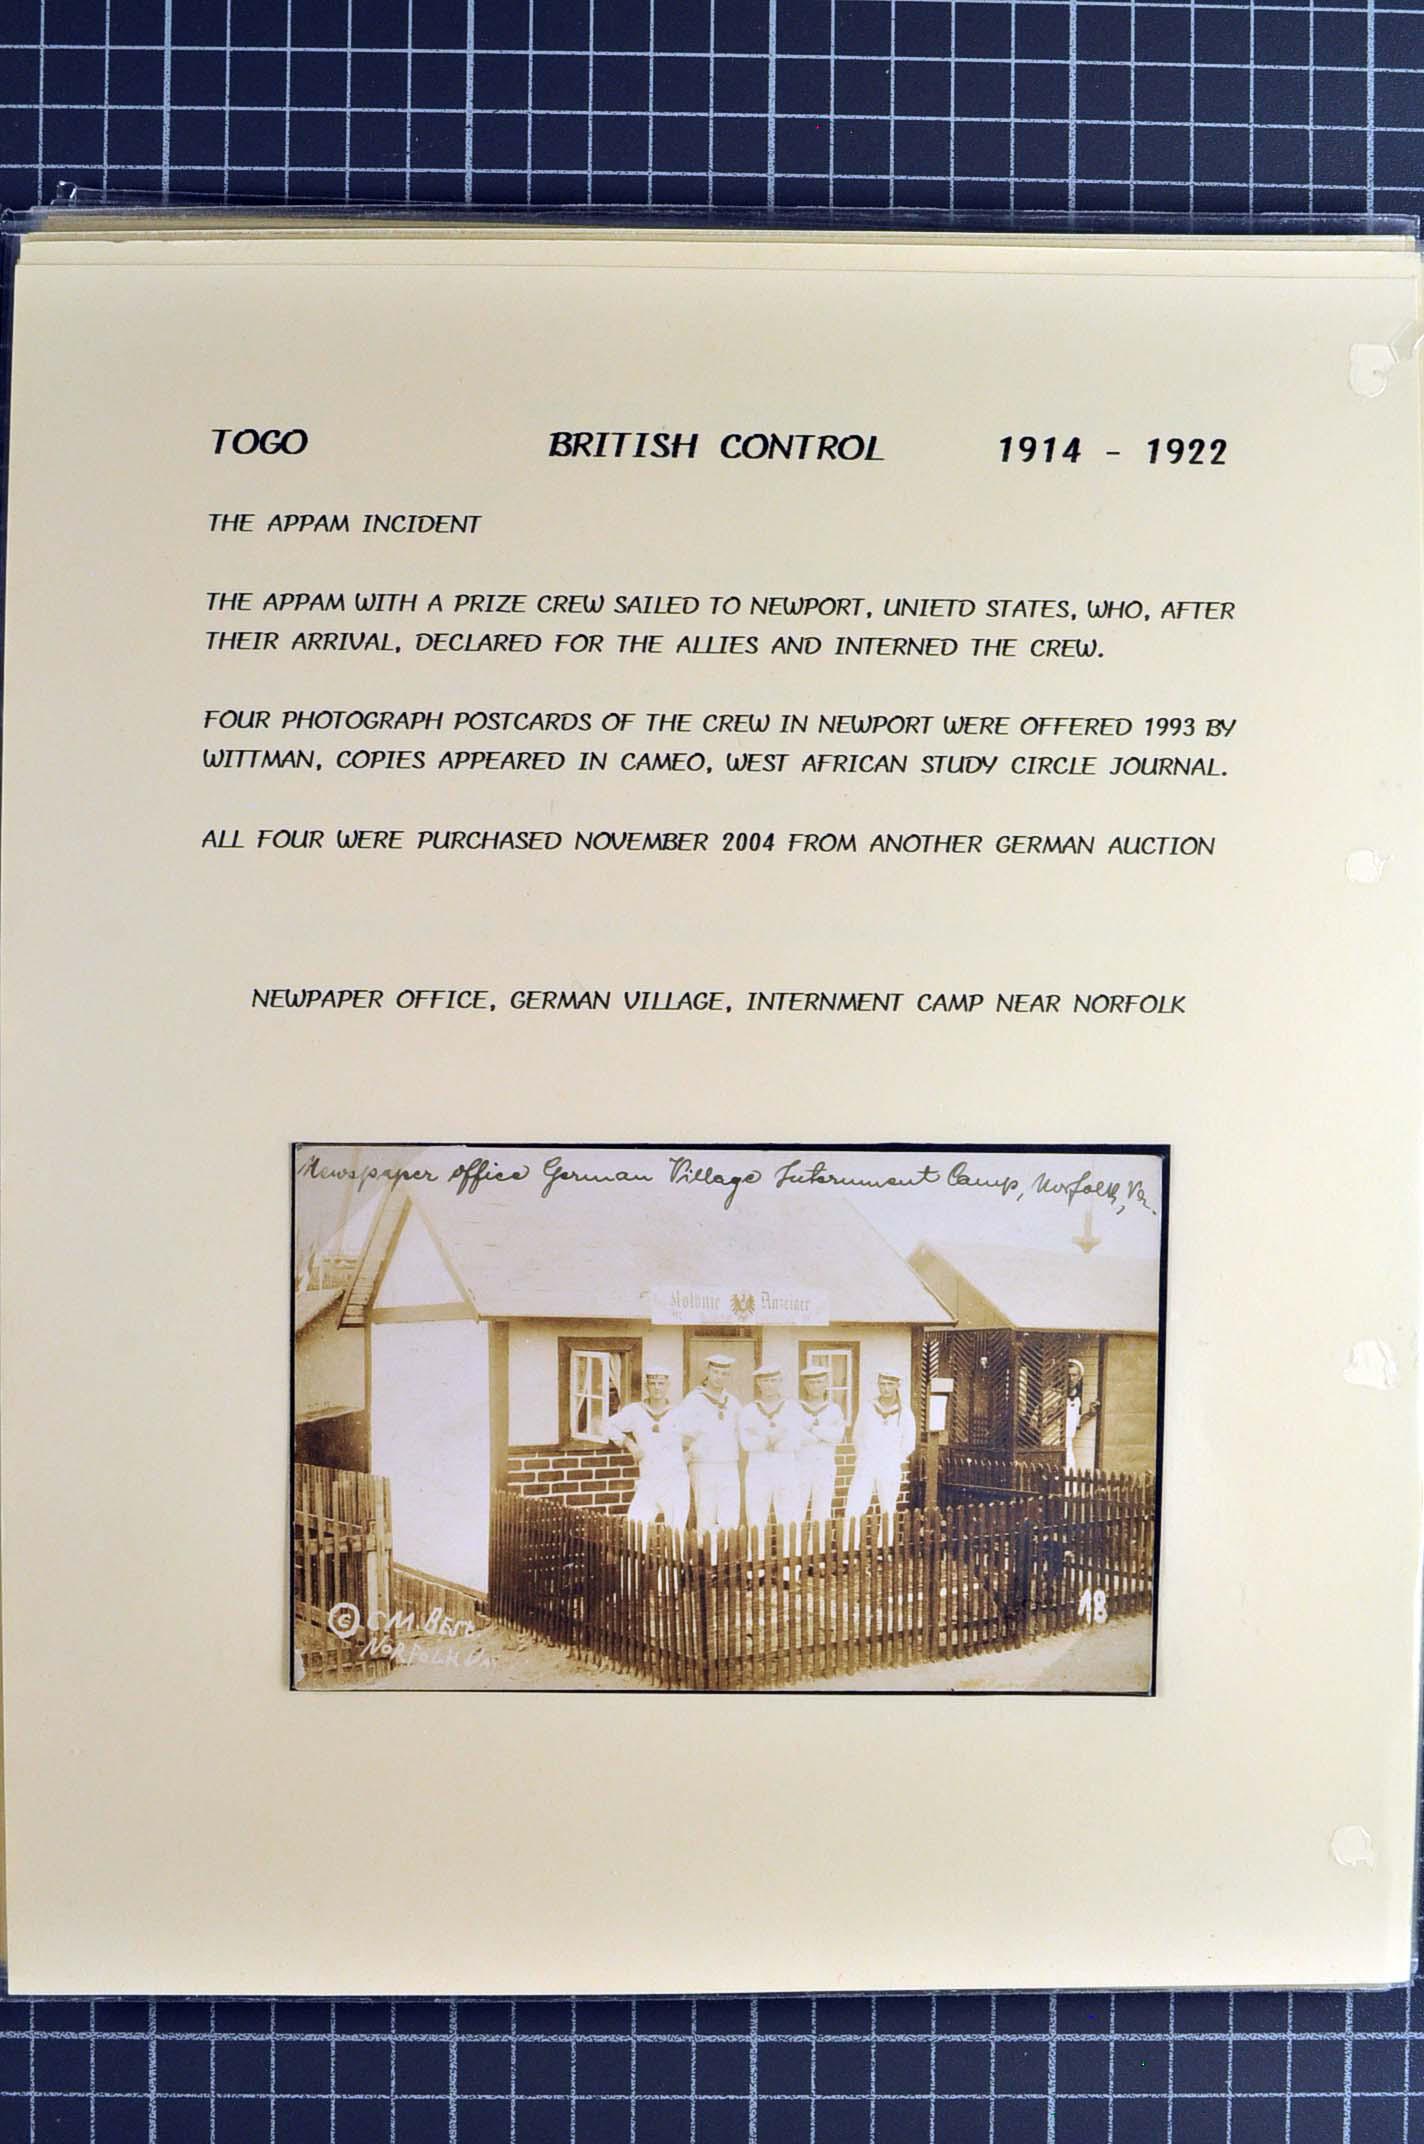 TOGO BRITISH CONTROL 1914 - 1922
THE APPAM INCIDENT
THE APPAM WITH A PRIZE CREW SAILED TO NEWPORT, UNIETD STATES, WHO, AFTER
THEIR ARRIVAL, DECLARED FOR THE ALLIES AND INTERNED THE CREW.
FOUR PHOTOGRAPH POSTCARDS OF THE CREW IN NEWPORT WERE OFFERED 1993 BY
WITTMAN, COPIES APPEARED IN CAMEO, WEST AFRICAN STUDY CIRCLE JOURNAL.
ALL FOUR WERE PURCHASED NOVEMBER 2004 FROM ANOTHER GERMAN AUCTION
NEWPAPER OFFICE, GERMAN VILLAGE, INTERNMENT CAMP NEAR NORFOLK
Newspaper office German Village Internment Camp, Norfolk, Va.
Kolonie Anzeiger
18
© C M. BEST
NORFOLK VA